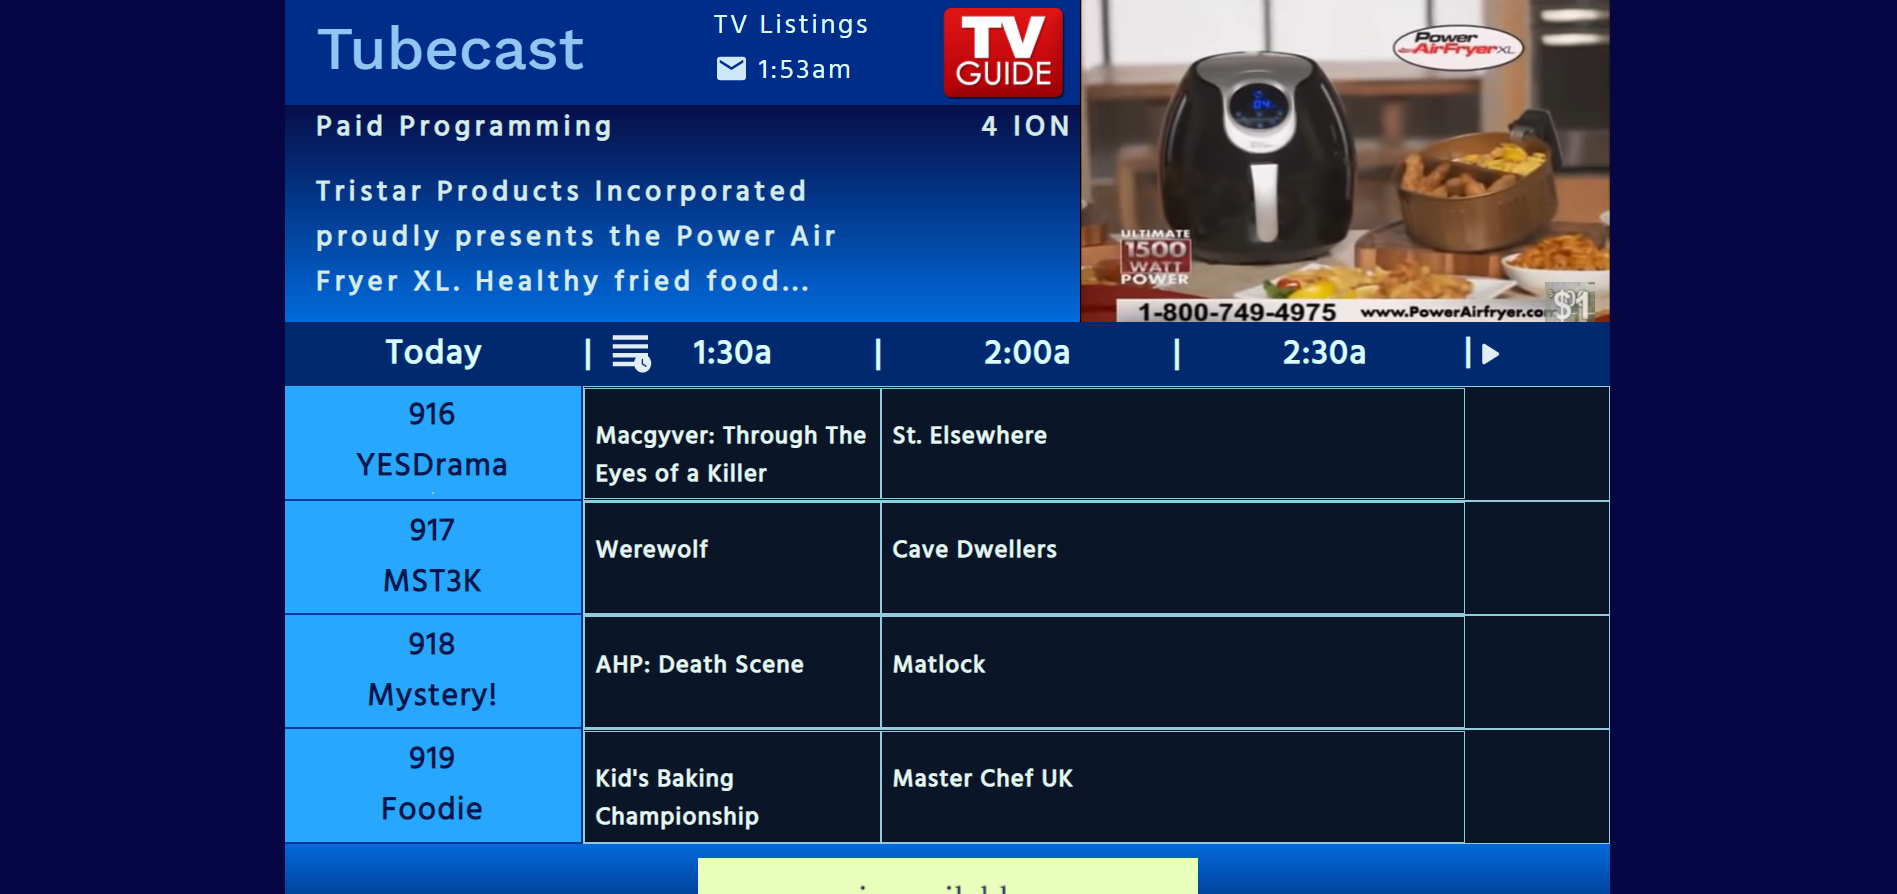 Tubecast
TV Listings
1:53am
TV
GUIDE
Paid Programming
4 ION
Tristar Products Incorporated
proudly presents the Power Air
Fryer XL. Healthy fried food...
Power
AirFryer XL
ULTIMATE
1500
WATT
POWER
1-800-749-4975
www.PowerAirfryer.co
$1
Today | 1:30a | 2:00a | 2:30a |
916
YESDrama
Macgyver: Through The
Eyes of a Killer
St. Elsewhere
917
MST3K
Werewolf
Cave Dwellers
918
Mystery!
AHP: Death Scene
Matlock
919
Foodie
Kid's Baking
Championship
Master Chef UK